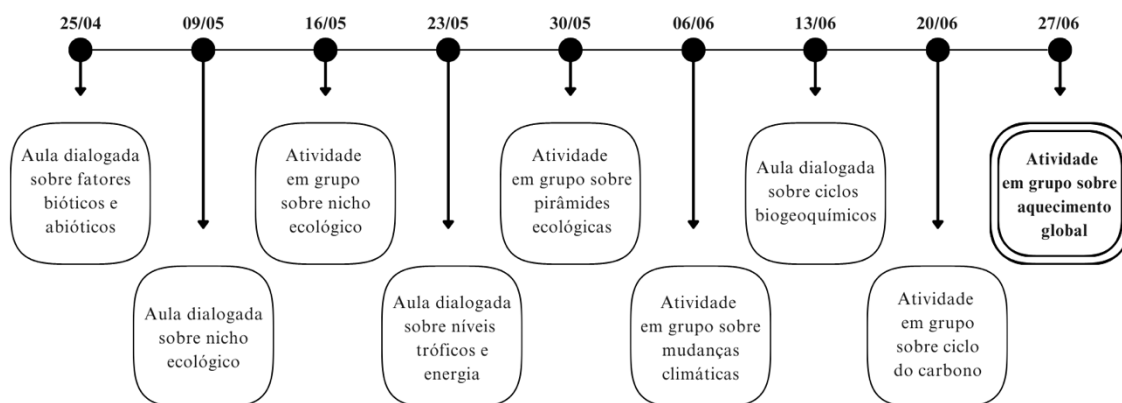 25/04
09/05
16/05
23/05
30/05
06/06
13/06
20/06
27/06
Aula dialogada
sobre fatores
bióticos e
abióticos
Aula dialogada
sobre nicho
ecológico
Atividade
em grupo
sobre nicho
ecológico
Aula dialogada
sobre níveis
tróficos e
energia
Atividade
em grupo sobre
pirâmides
ecológicas
Atividade
em grupo sobre
mudanças
climáticas
Aula dialogada
sobre ciclos
biogeoquímicos
Atividade
em grupo
sobre ciclo
do carbono
Atividade
em grupo sobre
aquecimento
global